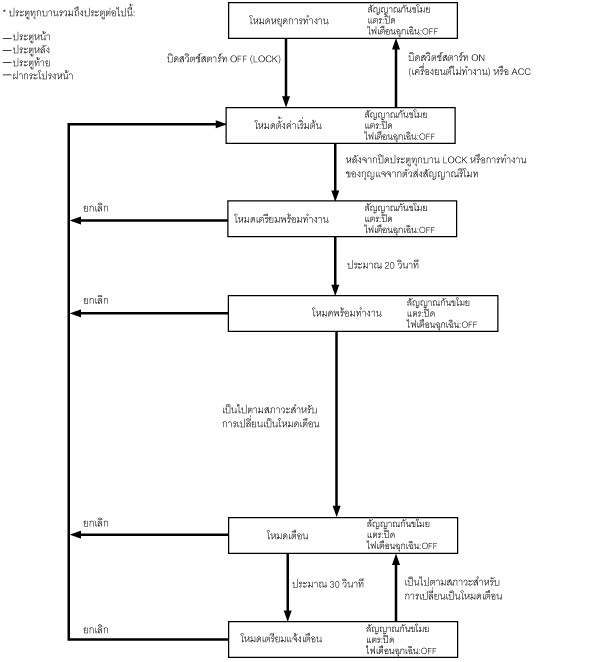 * ประตูทุกบานรวมถึงประตูต่อไปนี้:
—ประตูหน้า
—ประตูหลัง
—ประตูท้าย
—ฝากระโปรงหน้า
โหมดหยุดการทำงาน
สัญญาณกันขโมย
แตร:ปิด
ไฟเตือนฉุกเฉิน:OFF
บิดสวิตช์สตาร์ท OFF (LOCK)
บิดสวิตช์สตาร์ท ON
(เครื่องยนต์ไม่ทำงาน) หรือ ACC
โหมดตั้งค่าเริ่มต้น
สัญญาณกันขโมย
แตร:ปิด
ไฟเตือนฉุกเฉิน:OFF
หลังจากปิดประตูทุกบาน LOCK หรือการทำงาน
ของกุญแจจากตัวส่งสัญญาณรีโมท
ยกเลิก
โหมดเตรียมพร้อมทำงาน
สัญญาณกันขโมย
แตร:ปิด
ไฟเตือนฉุกเฉิน:OFF
ประมาณ 20 วินาที
ยกเลิก
โหมดพร้อมทำงาน
สัญญาณกันขโมย
แตร:ปิด
ไฟเตือนฉุกเฉิน:OFF
เป็นไปตามสภาวะสำหรับ
การเปลี่ยนเป็นโหมดเตือน
ยกเลิก
โหมดเตือน
สัญญาณกันขโมย
แตร:ปิด
ไฟเตือนฉุกเฉิน:OFF
ประมาณ 30 วินาที
เป็นไปตามสภาวะสำหรับ
การเปลี่ยนเป็นโหมดเตือน
ยกเลิก
โหมดเตรียมแจ้งเตือน
สัญญาณกันขโมย
แตร:ปิด
ไฟเตือนฉุกเฉิน:OFF